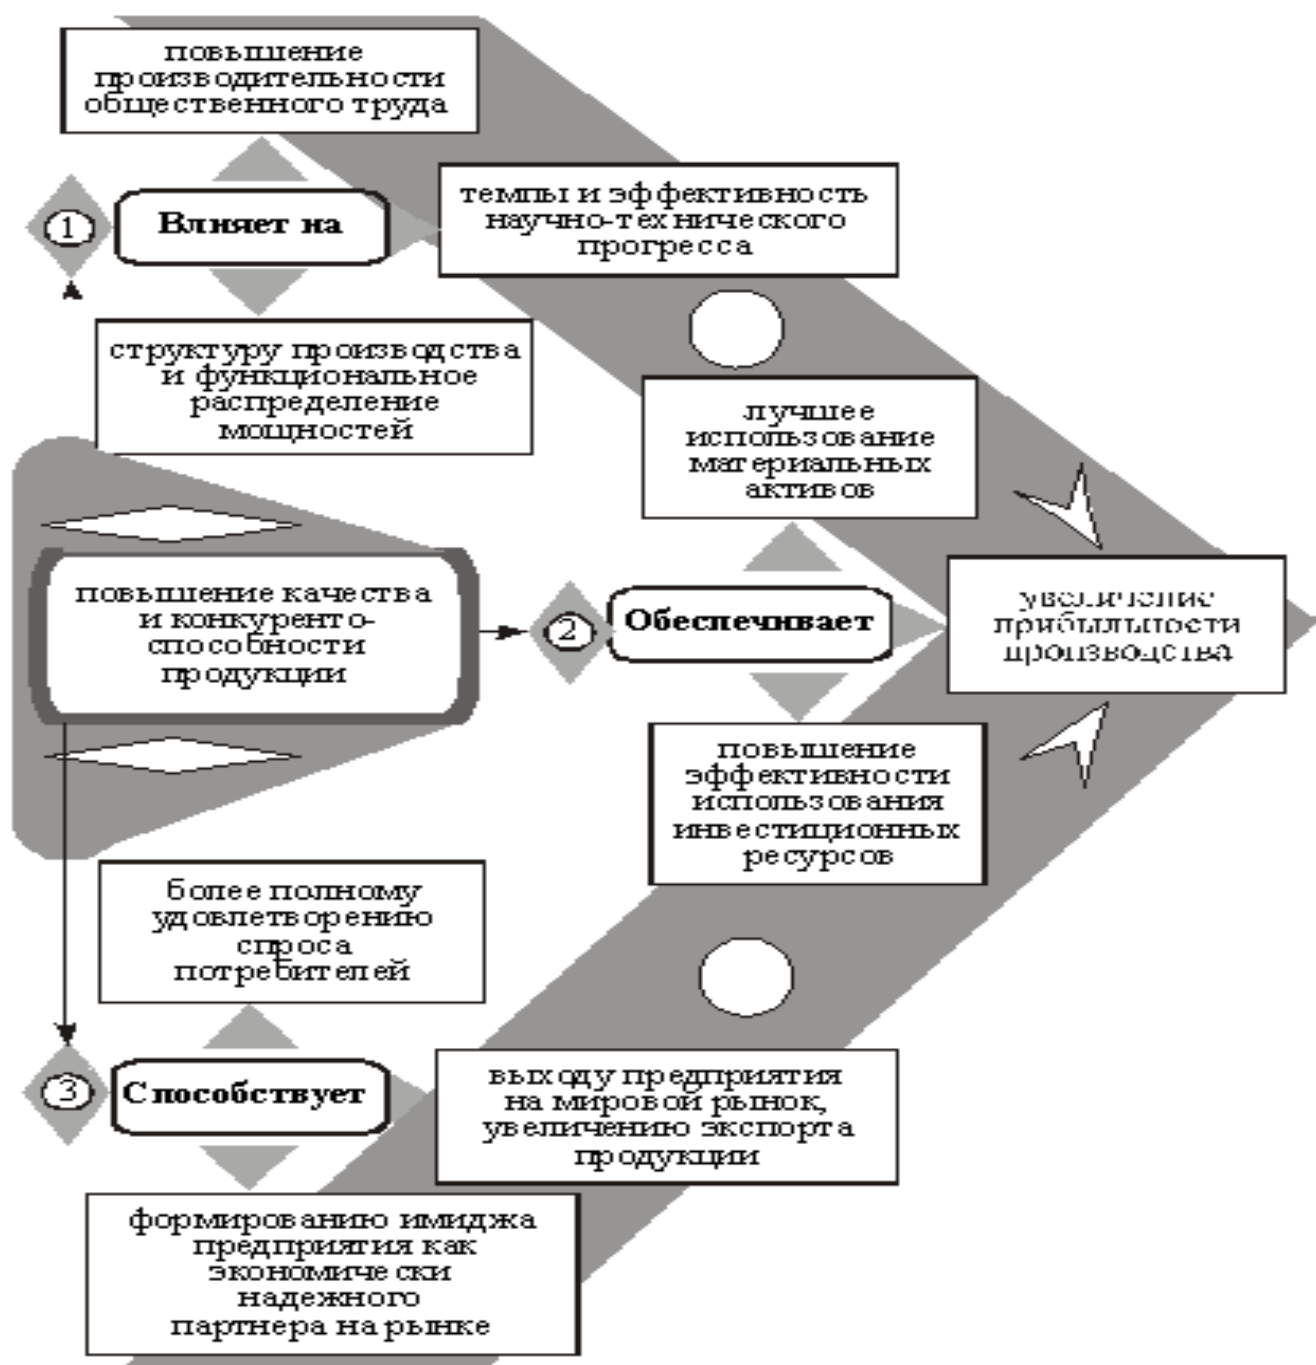 повышение
производительности
общественного труда
1
Влияет на
темпы и эффективность
научно-технического
прогресса
структуру производства
и функциональное
распределение
мощностей
лучшее
использование
материальных
активов
повышение качества
и конкуренто-
способности
продукции
2
Обеспечивает
увеличение
прибыльности
производства
повышение
эффективности
использования
инвестиционных
ресурсов
более полному
удовлетворению
спроса
потребителей
3
Способствует
выходу предприятия
на мировой рынок,
увеличению экспорта
продукции
формированию имиджа
предприятия как
экономически
надежного
партнера на рынке